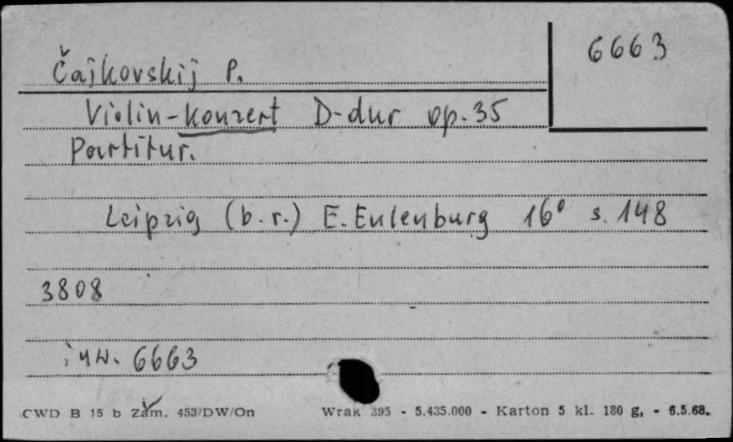 6663
Čajkovskij P.
Violin-konzert D-dur op. 35
Partitur.
Leipzig (b.r.) E. Eulenburg 16° s. 148
3808
inw. 6663
CWD B 15 b Zam. 453/DW/On Wrak 395 - 5.435.000 - Karton 5 kl. 180 g, - 6.5.68.